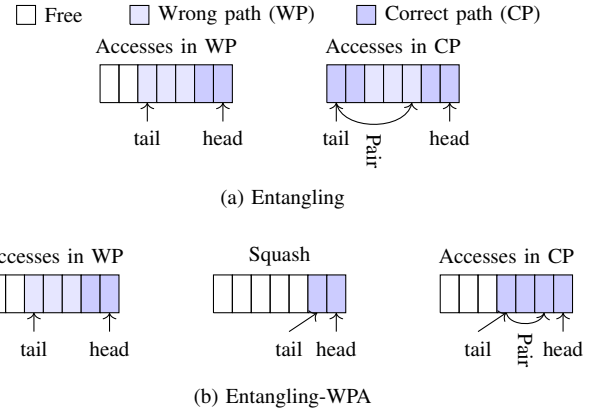 Free Wrong path (WP) Correct path (CP)
Accesses in WP Accesses in CP
tail head tail Pair head
(a) Entangling
ccesses in WP Squash Accesses in CP
tail head tail head tail Pair head
(b) Entangling-WPA